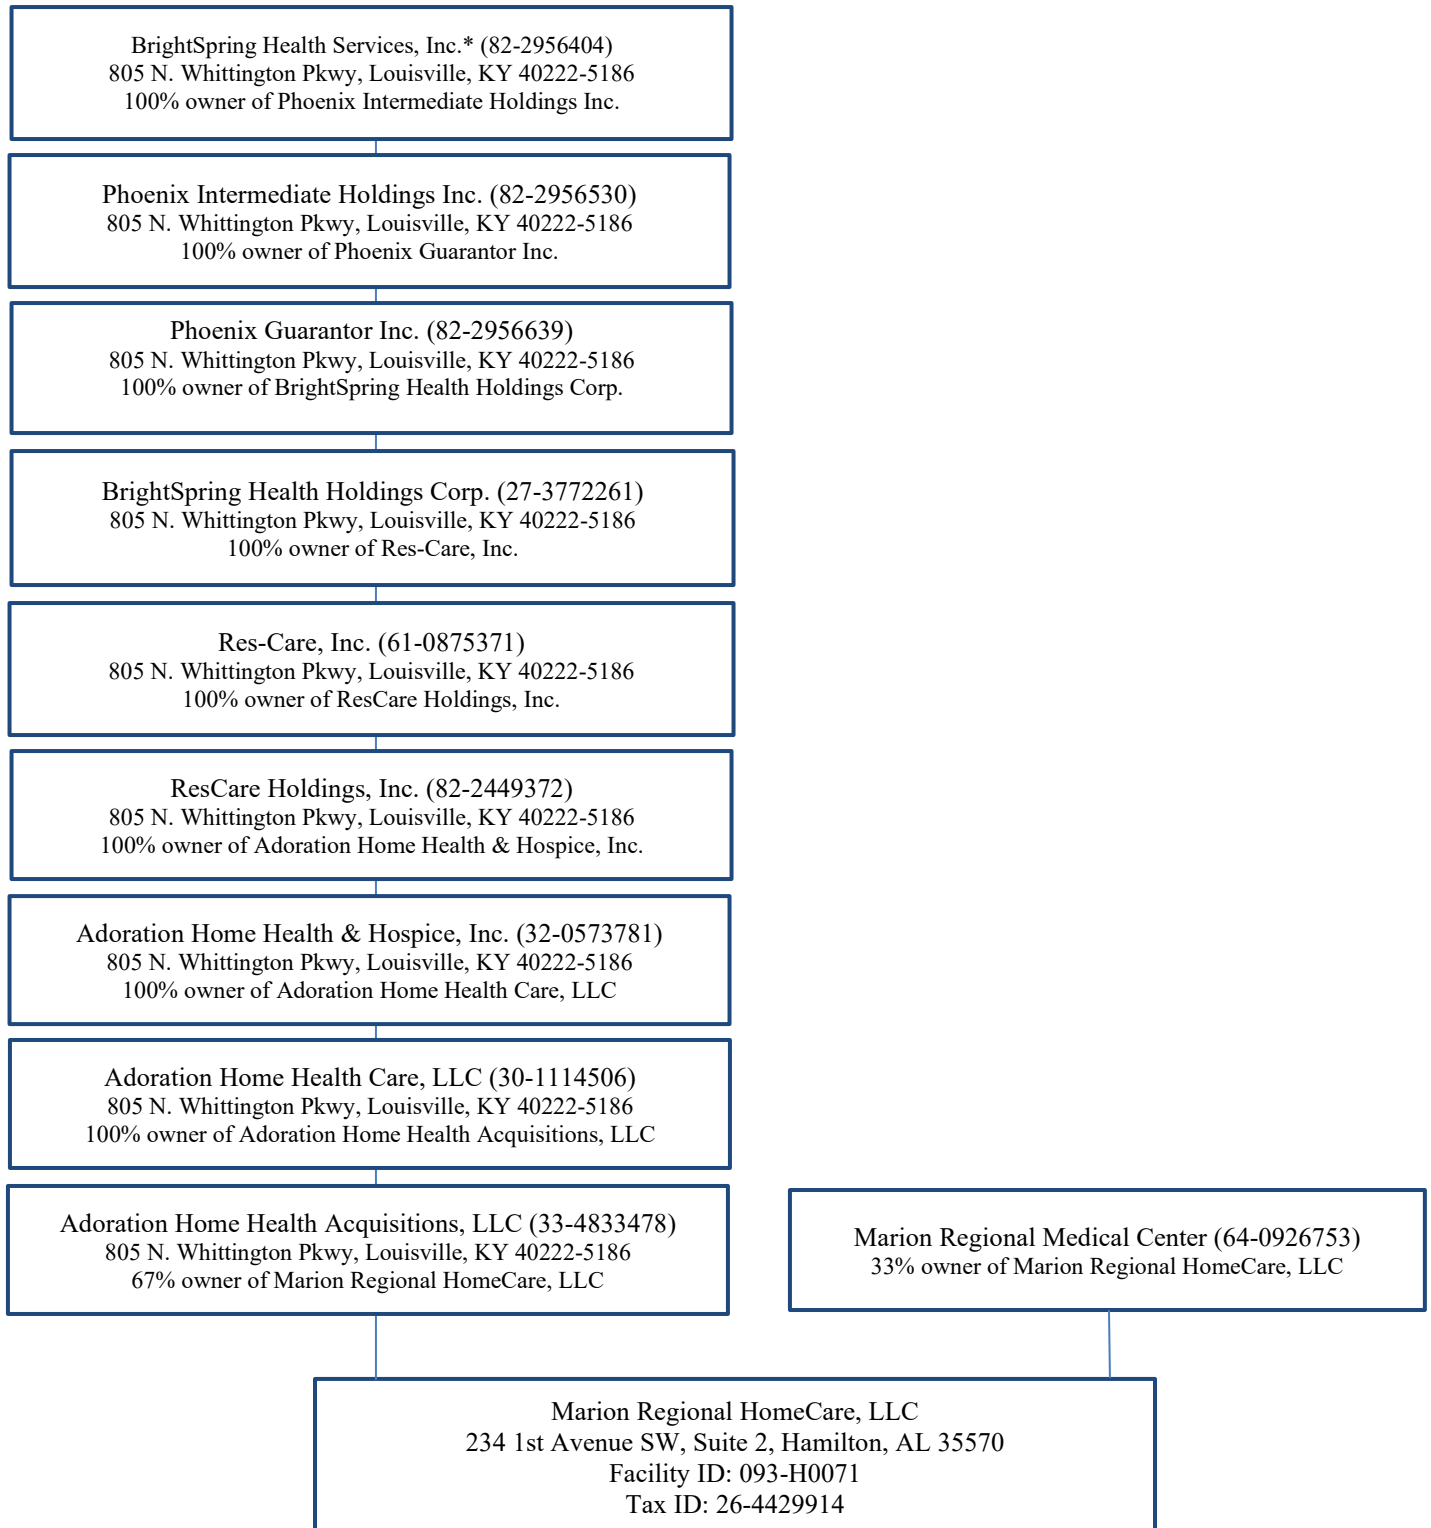 BrightSpring Health Services, Inc.* (82-2956404)
805 N. Whittington Pkwy, Louisville, KY 40222-5186
100% owner of Phoenix Intermediate Holdings Inc.
Phoenix Intermediate Holdings Inc. (82-2956530)
805 N. Whittington Pkwy, Louisville, KY 40222-5186
100% owner of Phoenix Guarantor Inc.
Phoenix Guarantor Inc. (82-2956639)
805 N. Whittington Pkwy, Louisville, KY 40222-5186
100% owner of BrightSpring Health Holdings Corp.
BrightSpring Health Holdings Corp. (27-3772261)
805 N. Whittington Pkwy, Louisville, KY 40222-5186
100% owner of Res-Care, Inc.
Res-Care, Inc. (61-0875371)
805 N. Whittington Pkwy, Louisville, KY 40222-5186
100% owner of ResCare Holdings, Inc.
ResCare Holdings, Inc. (82-2449372)
805 N. Whittington Pkwy, Louisville, KY 40222-5186
100% owner of Adoration Home Health & Hospice, Inc.
Adoration Home Health & Hospice, Inc. (32-0573781)
805 N. Whittington Pkwy, Louisville, KY 40222-5186
100% owner of Adoration Home Health Care, LLC
Adoration Home Health Care, LLC (30-1114506)
805 N. Whittington Pkwy, Louisville, KY 40222-5186
100% owner of Adoration Home Health Acquisitions, LLC
Adoration Home Health Acquisitions, LLC (33-4833478)
805 N. Whittington Pkwy, Louisville, KY 40222-5186
67% owner of Marion Regional HomeCare, LLC
Marion Regional Medical Center (64-0926753)
33% owner of Marion Regional HomeCare, LLC
Marion Regional HomeCare, LLC
234 1st Avenue SW, Suite 2, Hamilton, AL 35570
Facility ID: 093-H0071
Tax ID: 26-4429914